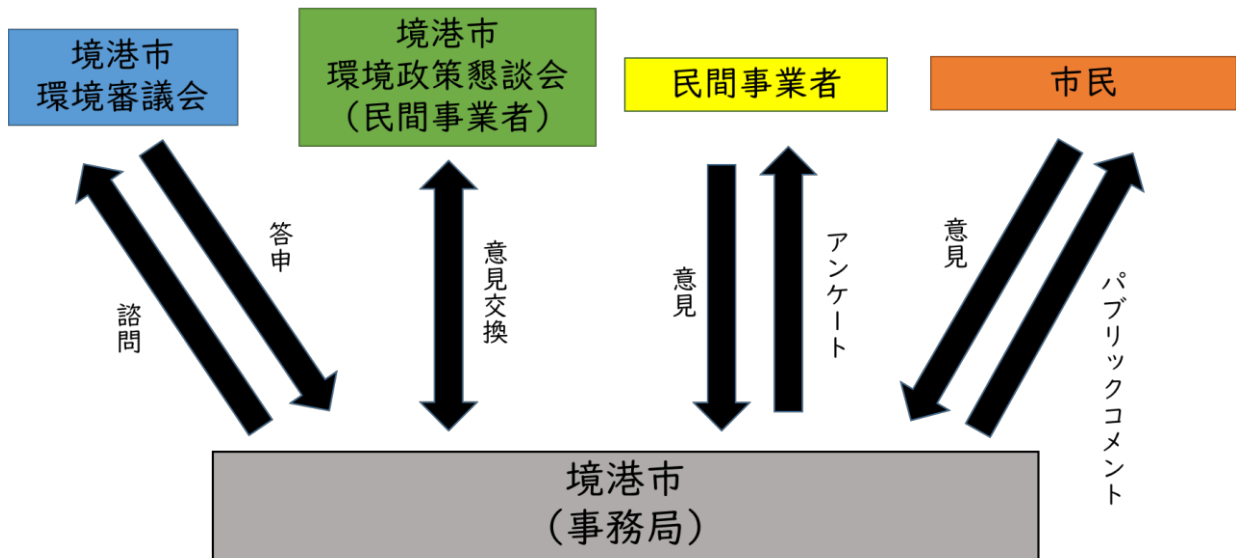 境港市
環境審議会
境港市
環境政策懇談会
（民間事業者）
民間事業者
市民
諮問
答申
意見交換
意見
アンケート
意見
パブリックコメント
境港市
（事務局）